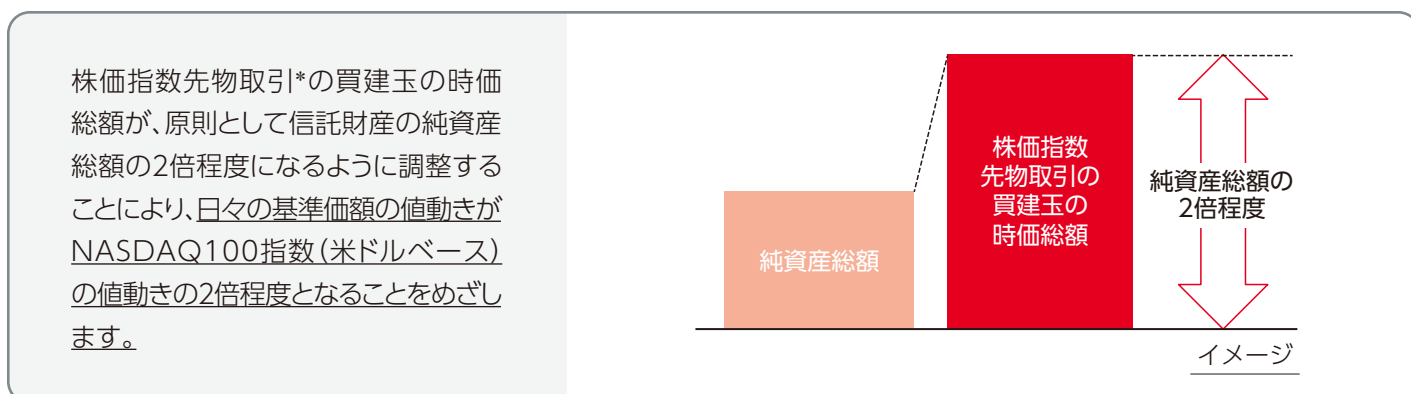 株価指数先物取引*の買建玉の時価
総額が、原則として信託財産の純資産
総額の2倍程度になるように調整する
ことにより、日々の基準価額の値動きが
NASDAQ100指数(米ドルベース)
の値動きの2倍程度となることをめざし
ます。
純資産総額
株価指数
先物取引の
買建玉の
時価総額
純資産総額の
2倍程度
イメージ